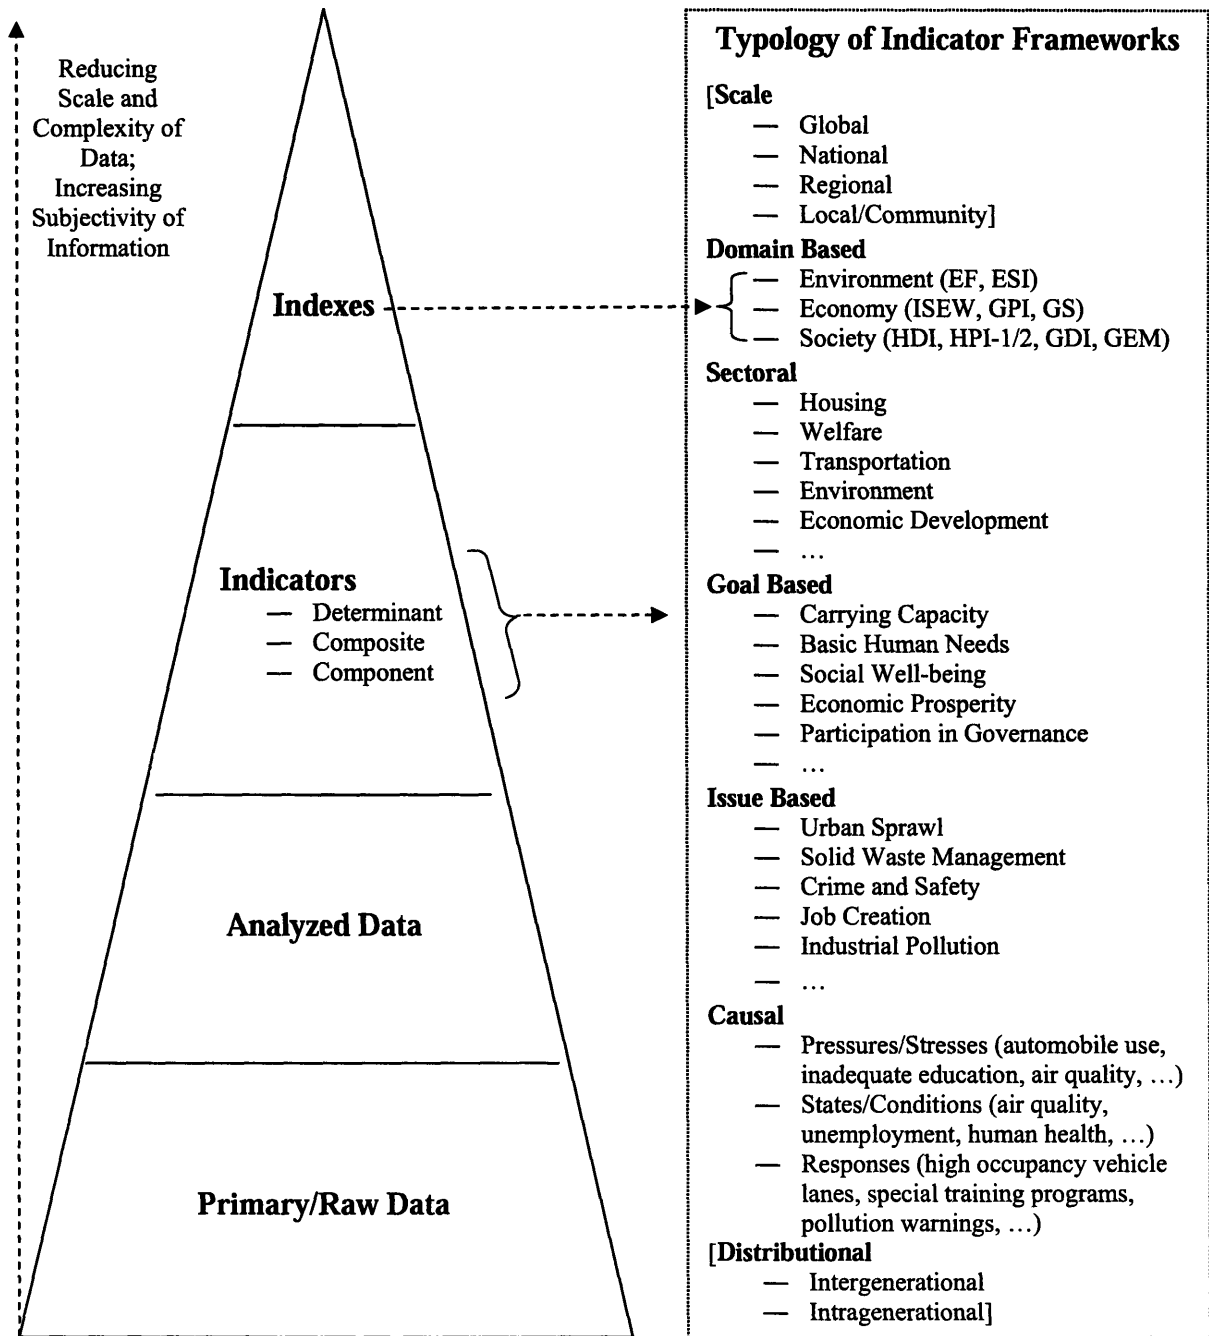 Reducing
Scale and
Complexity of
Data;
Increasing
Subjectivity of
Information
Indexes
Indicators
— Determinant
— Composite
— Component
Analyzed Data
Primary/Raw Data
Typology of Indicator Frameworks
[Scale
— Global
— National
— Regional
— Local/Community]
Domain Based
— Environment (EF, ESI)
— Economy (ISEW, GPI, GS)
— Society (HDI, HPI-1/2, GDI, GEM)
Sectoral
— Housing
— Welfare
— Transportation
— Environment
— Economic Development
— …
Goal Based
— Carrying Capacity
— Basic Human Needs
— Social Well-being
— Economic Prosperity
— Participation in Governance
— …
Issue Based
— Urban Sprawl
— Solid Waste Management
— Crime and Safety
— Job Creation
— Industrial Pollution
— …
Causal
— Pressures/Stresses (automobile use,
inadequate education, air quality, …)
— States/Conditions (air quality,
unemployment, human health, …)
— Responses (high occupancy vehicle
lanes, special training programs,
pollution warnings, …)
[Distributional
— Intergenerational
— Intragenerational]